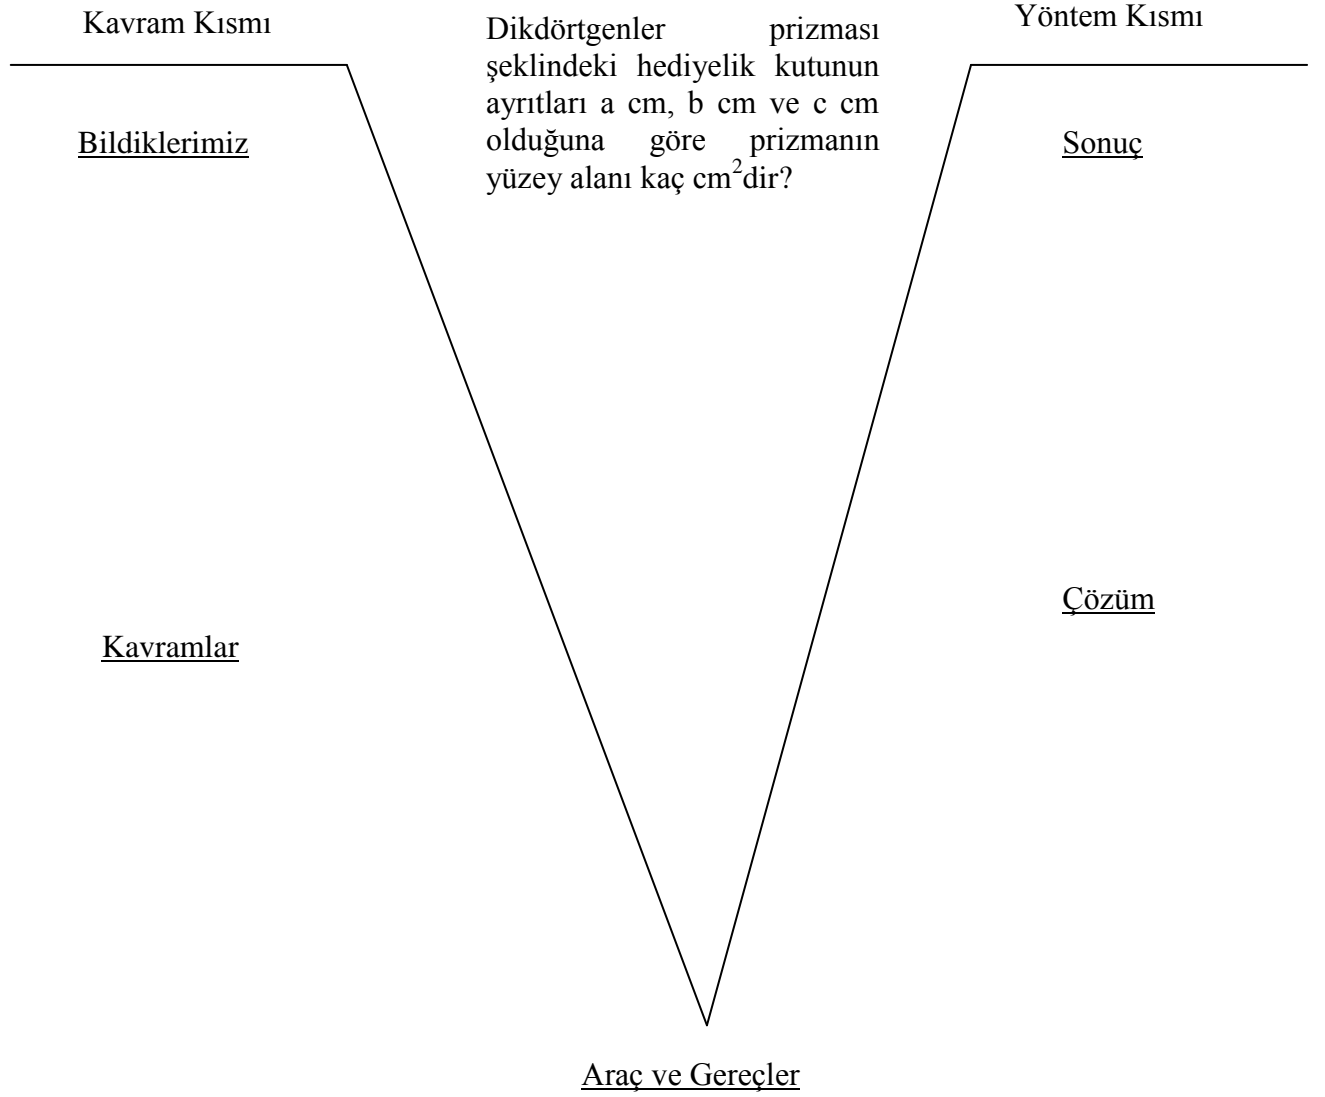 Kavram Kısmı
Dikdörtgenler prizması
şeklindeki hediyelik kutunun
ayrıtları a cm, b cm ve c cm
olduğuna göre prizmanın
yüzey alanı kaç cm²dir?
Yöntem Kısmı
Bildiklerimiz
Sonuç
Kavramlar
Çözüm
Araç ve Gereçler